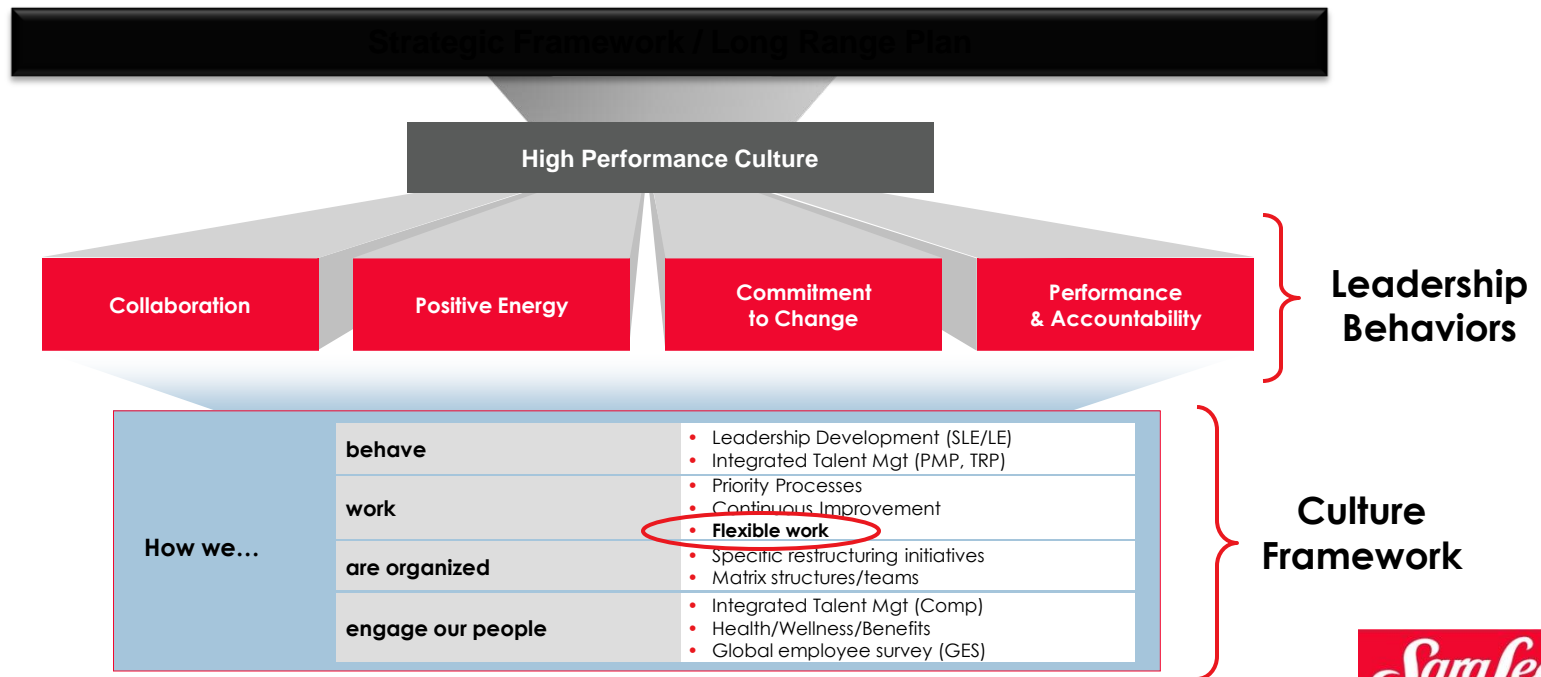 Strategic Framework / Long Range Plan
High Performance Culture
Collaboration
Positive Energy
Commitment
to Change
Performance
& Accountability
Leadership
Behaviors
How we…
behave
• Leadership Development (SLE/LE)
• Integrated Talent Mgt (PMP, TRP)
work
• Priority Processes
• Continuous Improvement
• Flexible work
are organized
• Specific restructuring initiatives
• Matrix structures/teams
engage our people
• Integrated Talent Mgt (Comp)
• Health/Wellness/Benefits
• Global employee survey (GES)
Culture
Framework
Sara Lee